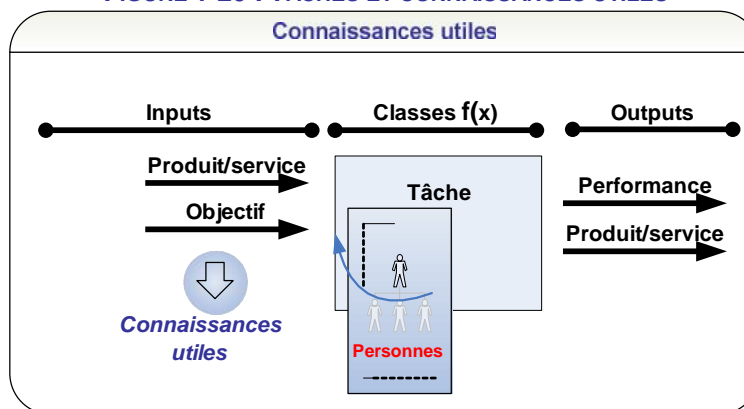 Connaissances utiles
Inputs
Classes f(x)
Outputs
Produit/service
Objectif
Tâche
Performance
Produit/service
Connaissances
utiles
Personnes